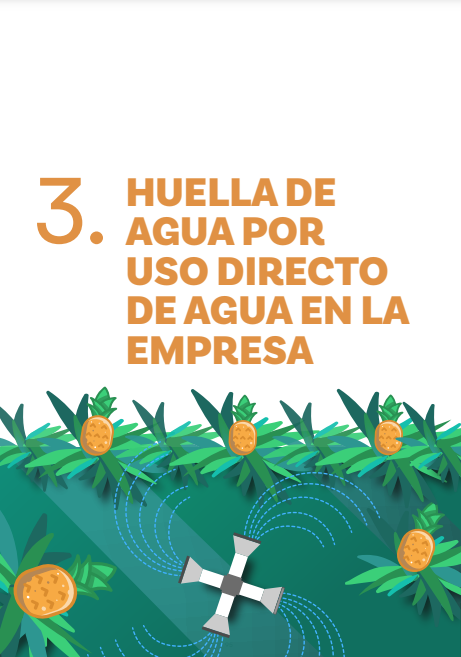 3. HUELLA DE
AGUA POR
USO DIRECTO
DE AGUA EN LA
EMPRESA